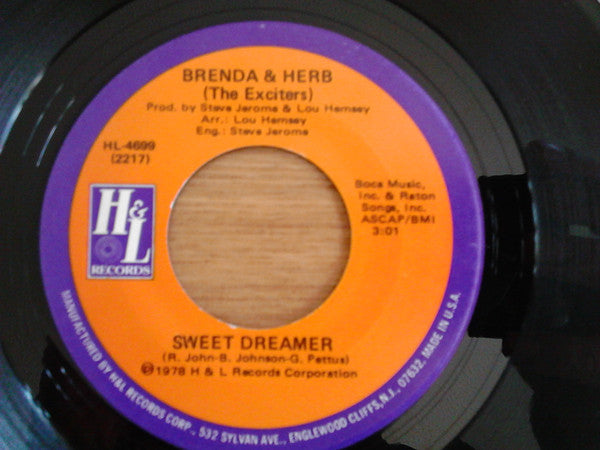 BRENDA & HERB
(The Exciters)
Prod. by Steve Jerome & Lou Hemsey
Arr.: Lou Hemsey
Eng.: Steve Jerome
HL-4699
(2217)
Boca Music,
Inc. & Raton
Songs, Inc.
ASCAP/BMI
3:01
H&L
RECORDS
SWEET DREAMER
(R. John-B. Johnson-G. Pettus)
℗1978 H & L Records Corporation
MANUFACTURED BY H&L RECORDS CORP., 532 SYLVAN AVE., ENGLEWOOD CLIFFS, N.J., 07632. MADE IN U.S.A.